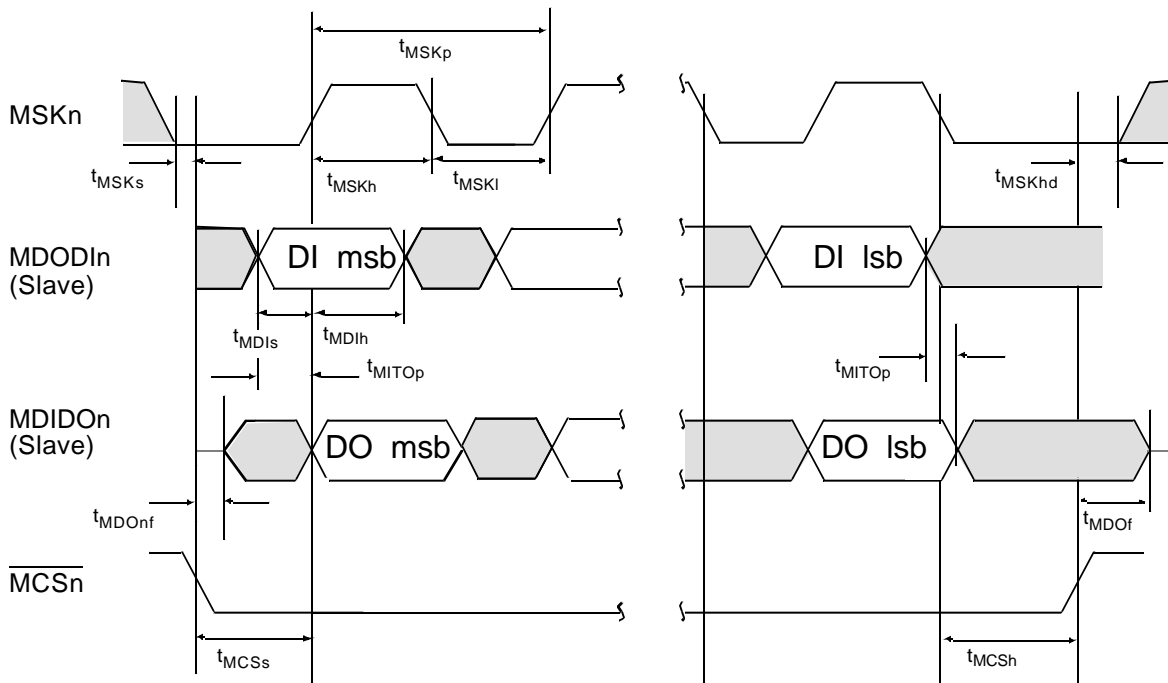 tMSKp
MSKn
tMSKs
tMSKh
tMSKl
tMSKhd
MDODIn
(Slave)
DI msb
DI lsb
tMDIs
tMDIh
tMITOp
tMITOp
MDIDOn
(Slave)
DO msb
DO lsb
tMDOnf
tMDOf
MCSn
tMCSs
tMCSh